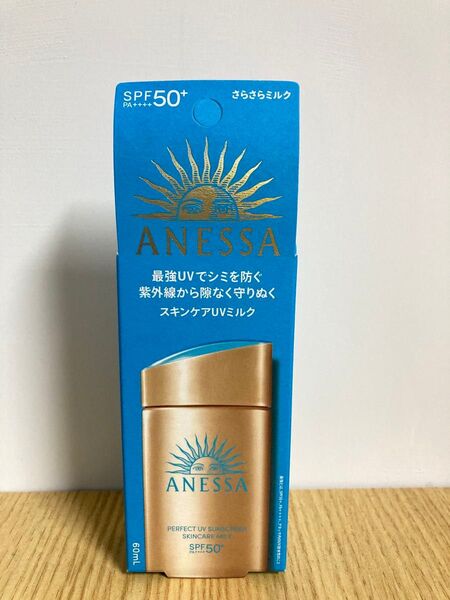 SPF50+
PA++++
さらさらミルク
ANESSA
最強UVでシミを防ぐ
紫外線から隙なく守りぬく
スキンケアUVミルク
ANESSA
PERFECT UV SUNSCREEN
SKINCARE MILK
SPF50+
PA++++
60mL